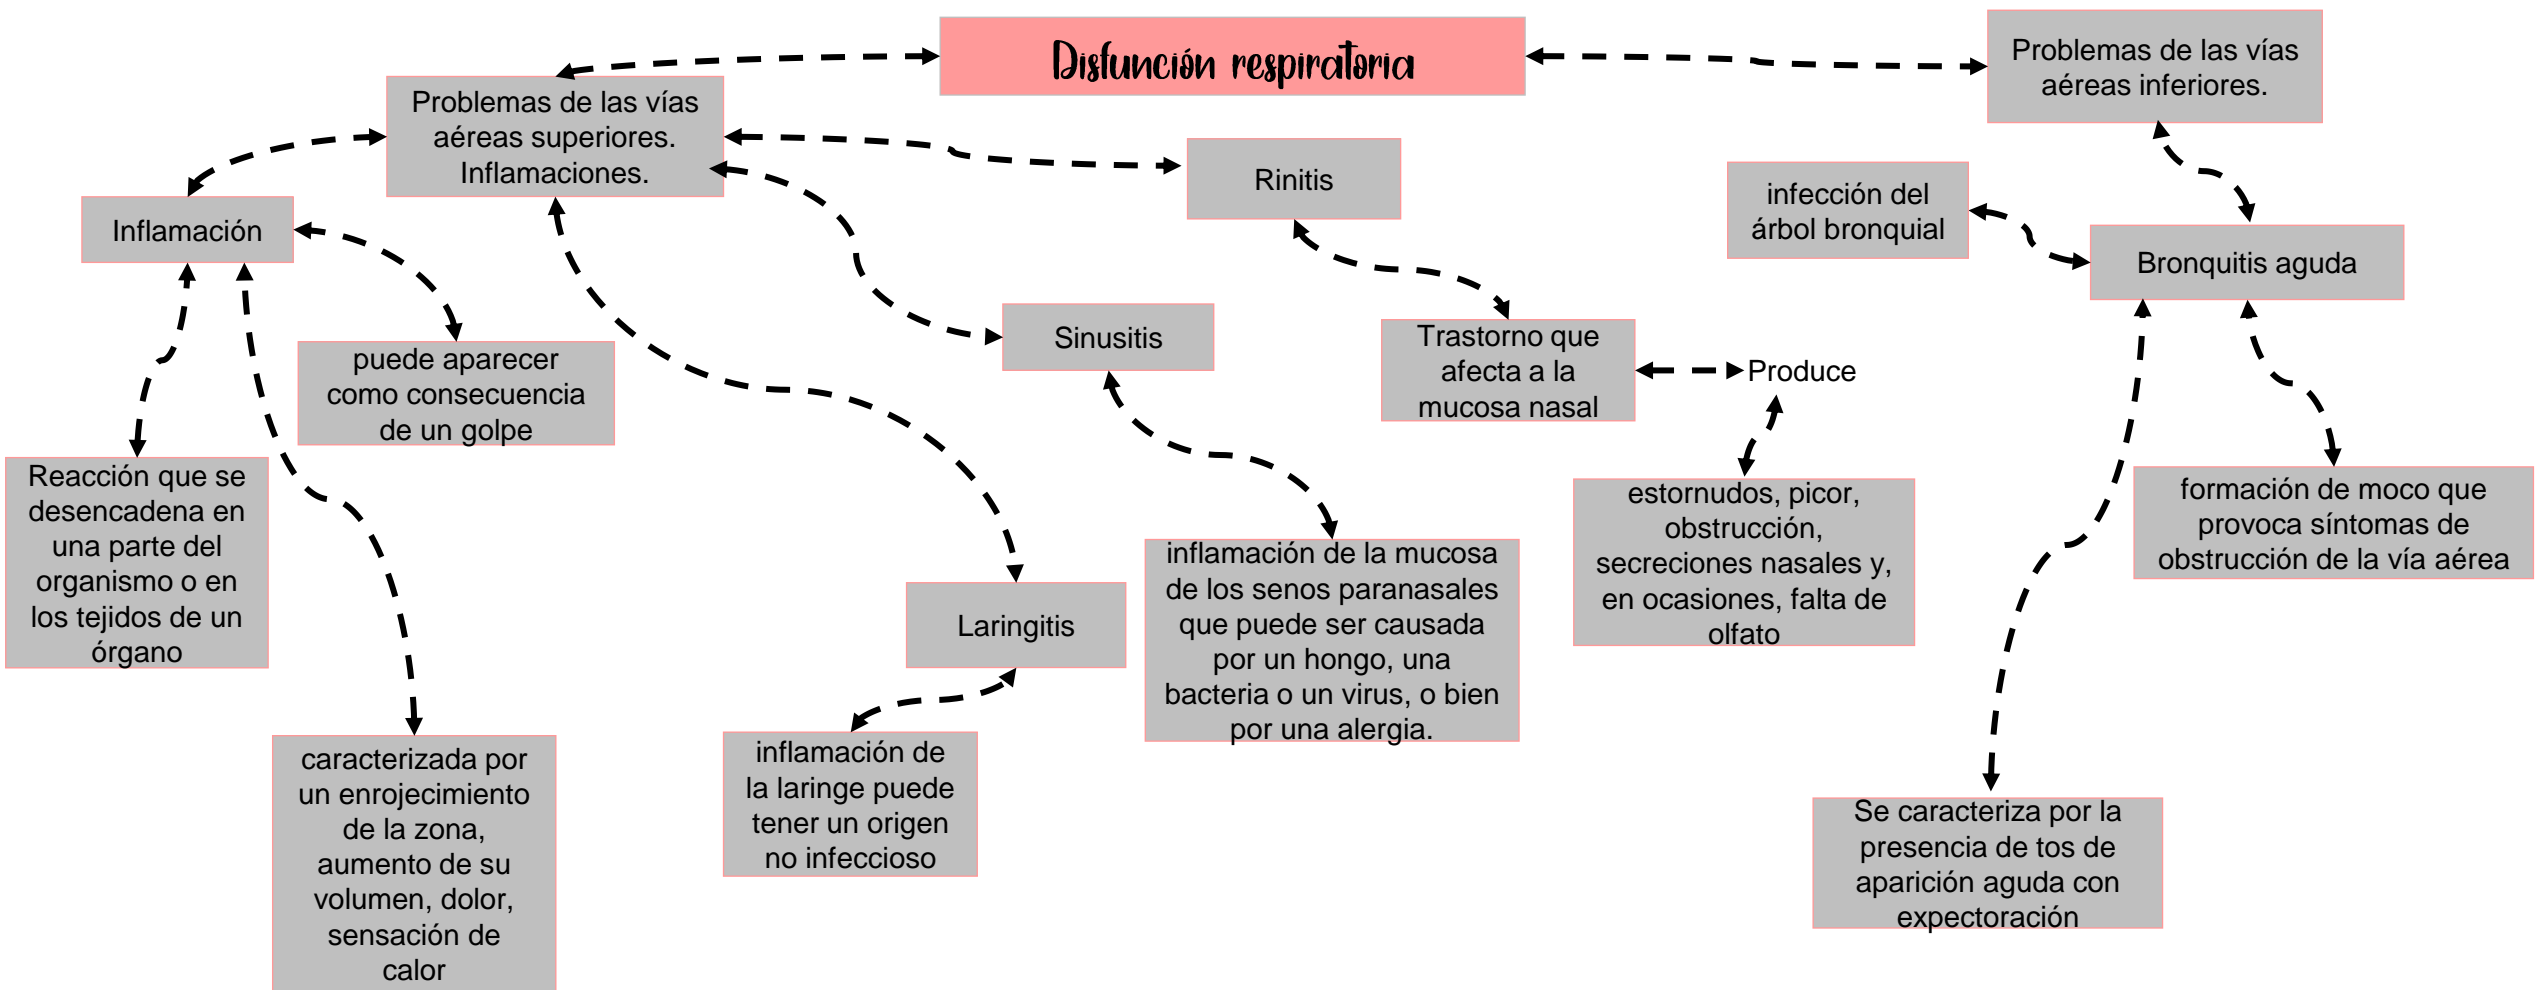 Disfunción respiratoria
Problemas de las vías
aéreas superiores.
Inflamaciones.
Inflamación
Reacción que se
desencadena en
una parte del
organismo o en
los tejidos de un
órgano
caracterizada por
un enrojecimiento
de la zona,
aumento de su
volumen, dolor,
sensación de
calor
puede aparecer
como consecuencia
de un golpe
Laringitis
inflamación de
la laringe puede
tener un origen
no infeccioso
Sinusitis
inflamación de la mucosa
de los senos paranasales
que puede ser causada
por un hongo, una
bacteria o un virus, o bien
por una alergia.
Rinitis
Trastorno que
afecta a la
mucosa nasal
Produce
estornudos, picor,
obstrucción,
secreciones nasales y,
en ocasiones, falta de
olfato
Problemas de las vías
aéreas inferiores.
Bronquitis aguda
infección del
árbol bronquial
formación de moco que
provoca síntomas de
obstrucción de la vía aérea
Se caracteriza por la
presencia de tos de
aparición aguda con
expectoración